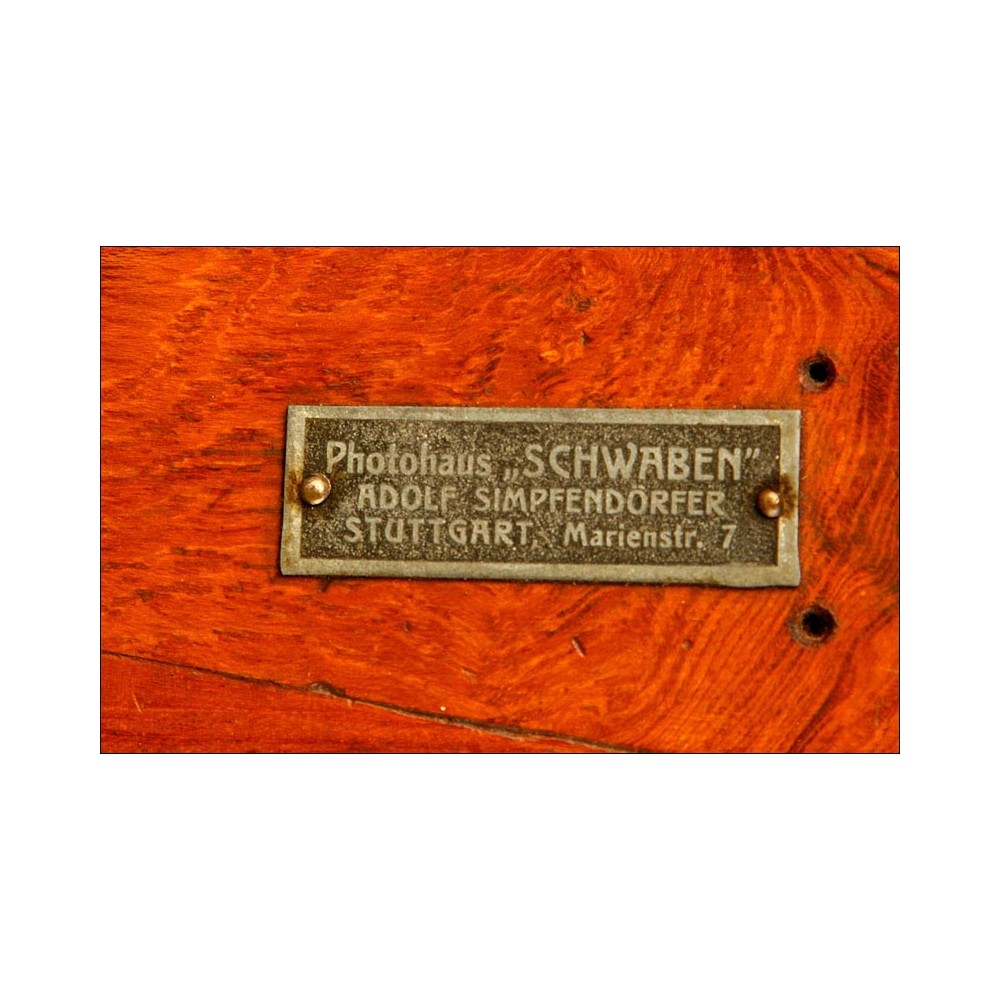 Photohaus „SCHWABEN"
ADOLF SIMPFENDÖRFER
STUTTGART, Marienstr. 7